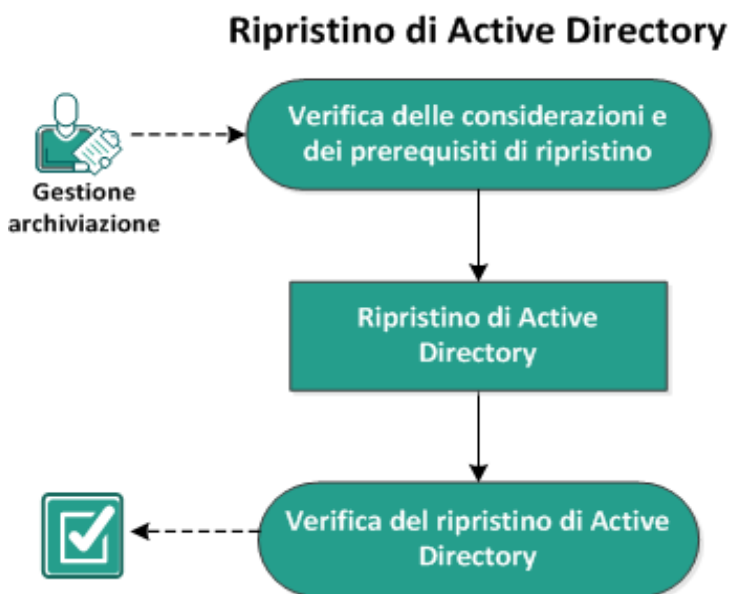 Ripristino di Active Directory
Verifica delle considerazioni e
dei prerequisiti di ripristino
Gestione
archiviazione
Ripristino di Active
Directory
Verifica del ripristino di Active
Directory